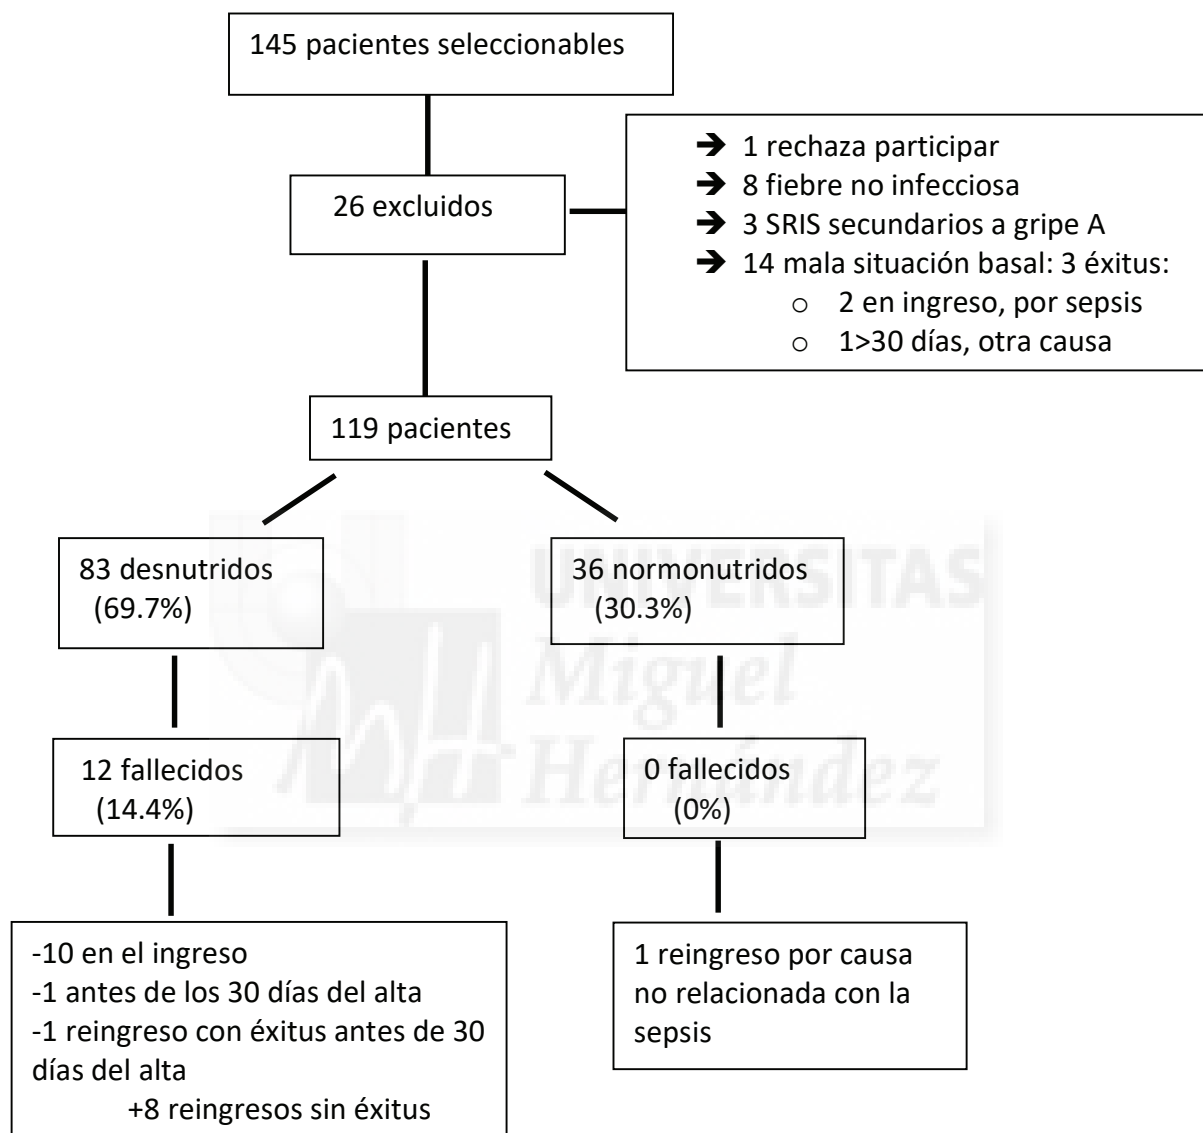 145 pacientes seleccionables
26 excluidos
➔ 1 rechaza participar
➔ 8 fiebre no infecciosa
➔ 3 SRIS secundarios a gripe A
➔ 14 mala situación basal: 3 éxitus:
o 2 en ingreso, por sepsis
o 1>30 días, otra causa
119 pacientes
83 desnutridos
(69.7%)
36 normonutridos
(30.3%)
UNIVERSITAS
Miguel
Hernández
12 fallecidos
(14.4%)
0 fallecidos
(0%)
-10 en el ingreso
-1 antes de los 30 días del alta
-1 reingreso con éxitus antes de 30
días del alta
+8 reingresos sin éxitus
1 reingreso por causa
no relacionada con la
sepsis